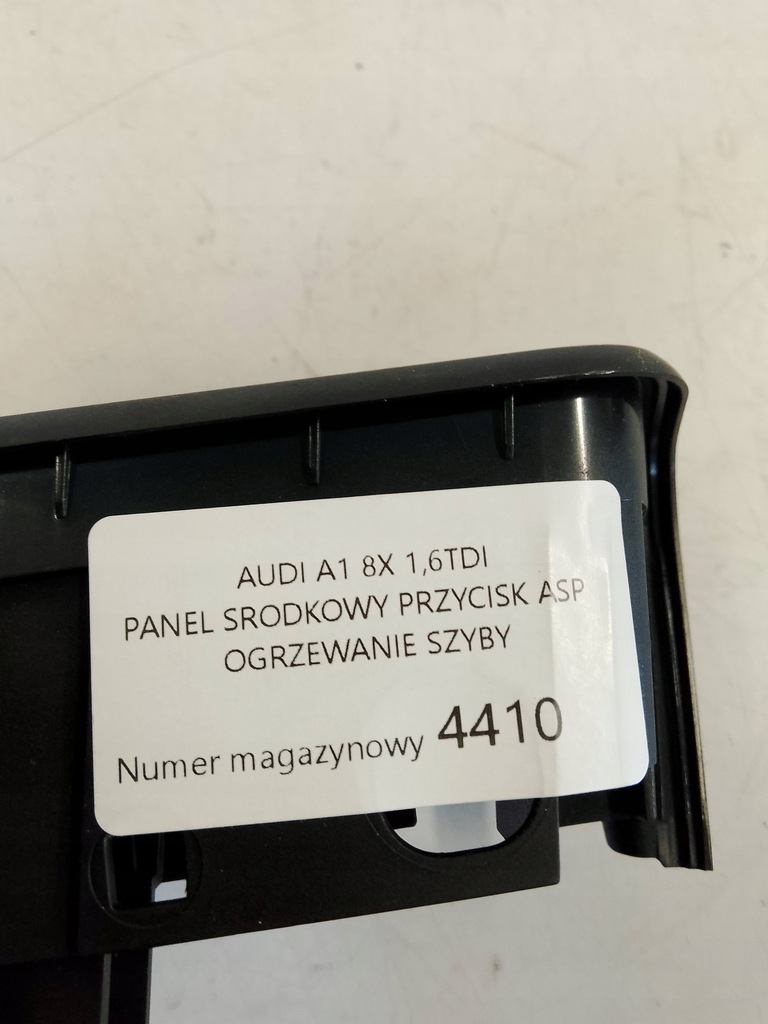 AUDI A1 8X 1,6TDI
PANEL SRODKOWY PRZYCISK ASP
OGRZEWANIE SZYBY
Numer magazynowy 4410